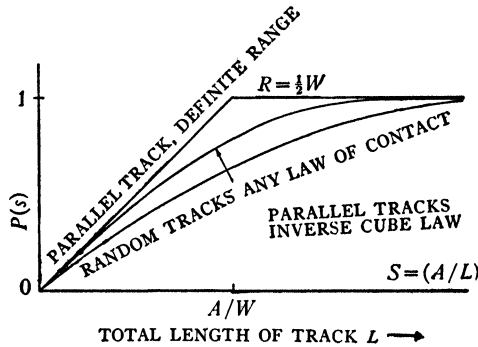 PARALLEL TRACK, DEFINITE RANGE
R=½W
1
P(s)
RANDOM TRACKS ANY LAW OF CONTACT
PARALLEL TRACKS
INVERSE CUBE LAW
S=(A/L)
0
A/W
TOTAL LENGTH OF TRACK L